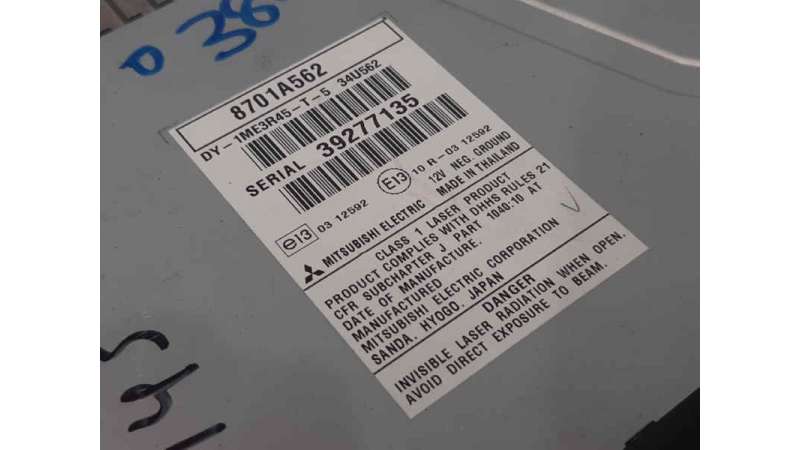 8701A562
DY-1ME3R45-T-5 34U562
SERIAL 39277135
e13 03 12592
E13 10 R-03 12592
MITSUBISHI ELECTRIC
12V NEG. GROUND
MADE IN THAILAND
CLASS 1 LASER PRODUCT
PRODUCT COMPLIES WITH DHHS RULES 21
CFR SUBCHAPTER J PART 1040-10 AT
DATE OF MANUFACTURE.
MANUFACTURED
MITSUBISHI ELECTRIC CORPORATION
SANDA, HYOGO, JAPAN
DANGER
INVISIBLE LASER RADIATION WHEN OPEN.
AVOID DIRECT EXPOSURE TO BEAM.